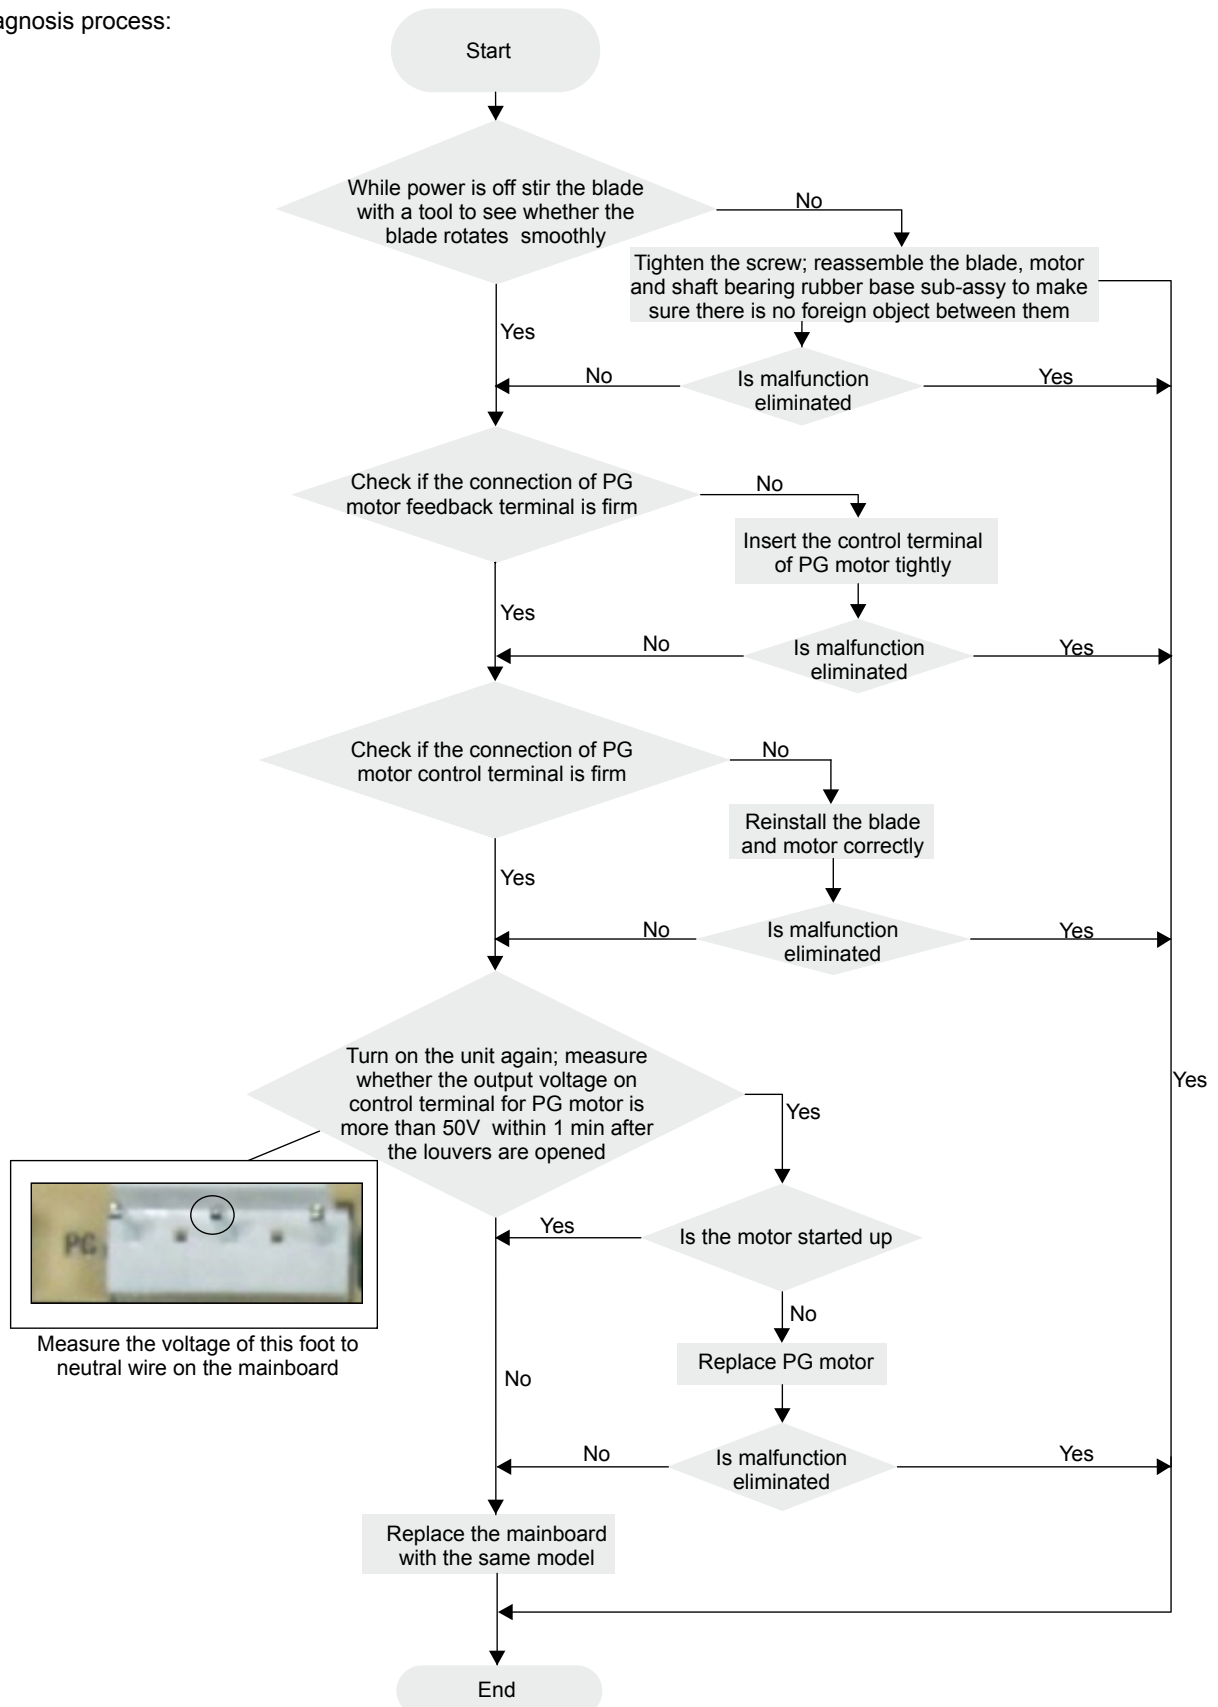 agnosis process:
Start
While power is off stir the blade
with a tool to see whether the
blade rotates smoothly
No
Tighten the screw; reassemble the blade, motor
and shaft bearing rubber base sub-assy to make
sure there is no foreign object between them
Yes
No
Is malfunction
eliminated
Yes
Check if the connection of PG
motor feedback terminal is firm
No
Insert the control terminal
of PG motor tightly
Yes
No
Is malfunction
eliminated
Yes
Check if the connection of PG
motor control terminal is firm
No
Reinstall the blade
and motor correctly
Yes
No
Is malfunction
eliminated
Yes
Turn on the unit again; measure
whether the output voltage on
control terminal for PG motor is
more than 50V within 1 min after
the louvers are opened
Yes
Yes
PG
Yes
Is the motor started up
Measure the voltage of this foot to
neutral wire on the mainboard
No
Replace PG motor
No
No
Is malfunction
eliminated
Yes
Replace the mainboard
with the same model
End